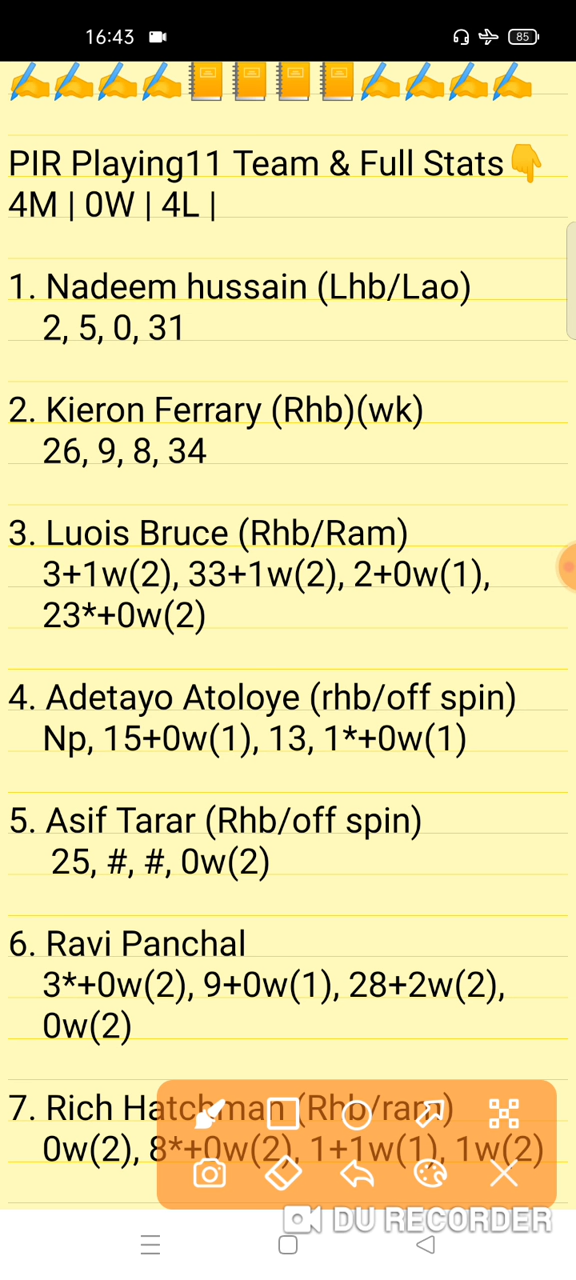 16:43
85
PIR Playing11 Team & Full Stats👇
4M | 0W | 4L |
1. Nadeem hussain (Lhb/Lao)
2, 5, 0, 31
2. Kieron Ferrary (Rhb)(wk)
26, 9, 8, 34
3. Luois Bruce (Rhb/Ram)
3+1w(2), 33+1w(2), 2+0w(1),
23*+0w(2)
4. Adetayo Atoloye (rhb/off spin)
Np, 15+0w(1), 13, 1*+0w(1)
5. Asif Tarar (Rhb/off spin)
25, #, #, 0w(2)
6. Ravi Panchal
3*+0w(2), 9+0w(1), 28+2w(2),
0w(2)
7. Rich Hatchman (Rhb/ram)
0w(2), 8*+0w(2), 1+1w(1), 1w(2)
DU RECORDER